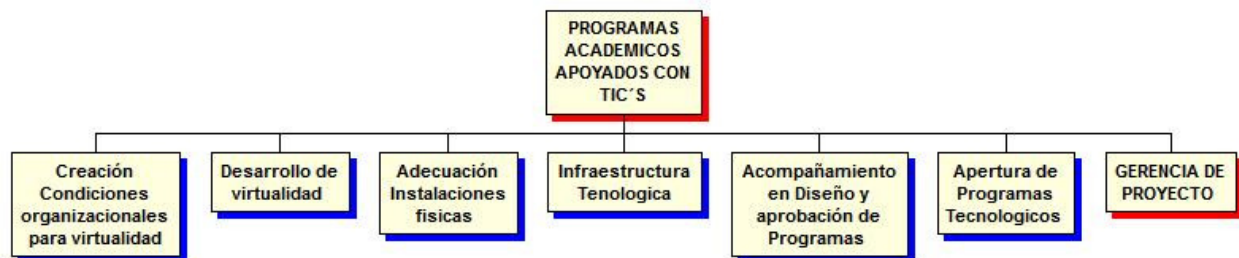 PROGRAMAS
ACADEMICOS
APOYADOS CON
TIC´S
Creación
Condiciones
organizacionales
para virtualidad
Desarrollo de
virtualidad
Adecuación
Instalaciones
fisicas
Infraestructura
Tenologica
Acompañamiento
en Diseño y
aprobación de
Programas
Apertura de
Programas
Tecnologicos
GERENCIA DE
PROYECTO